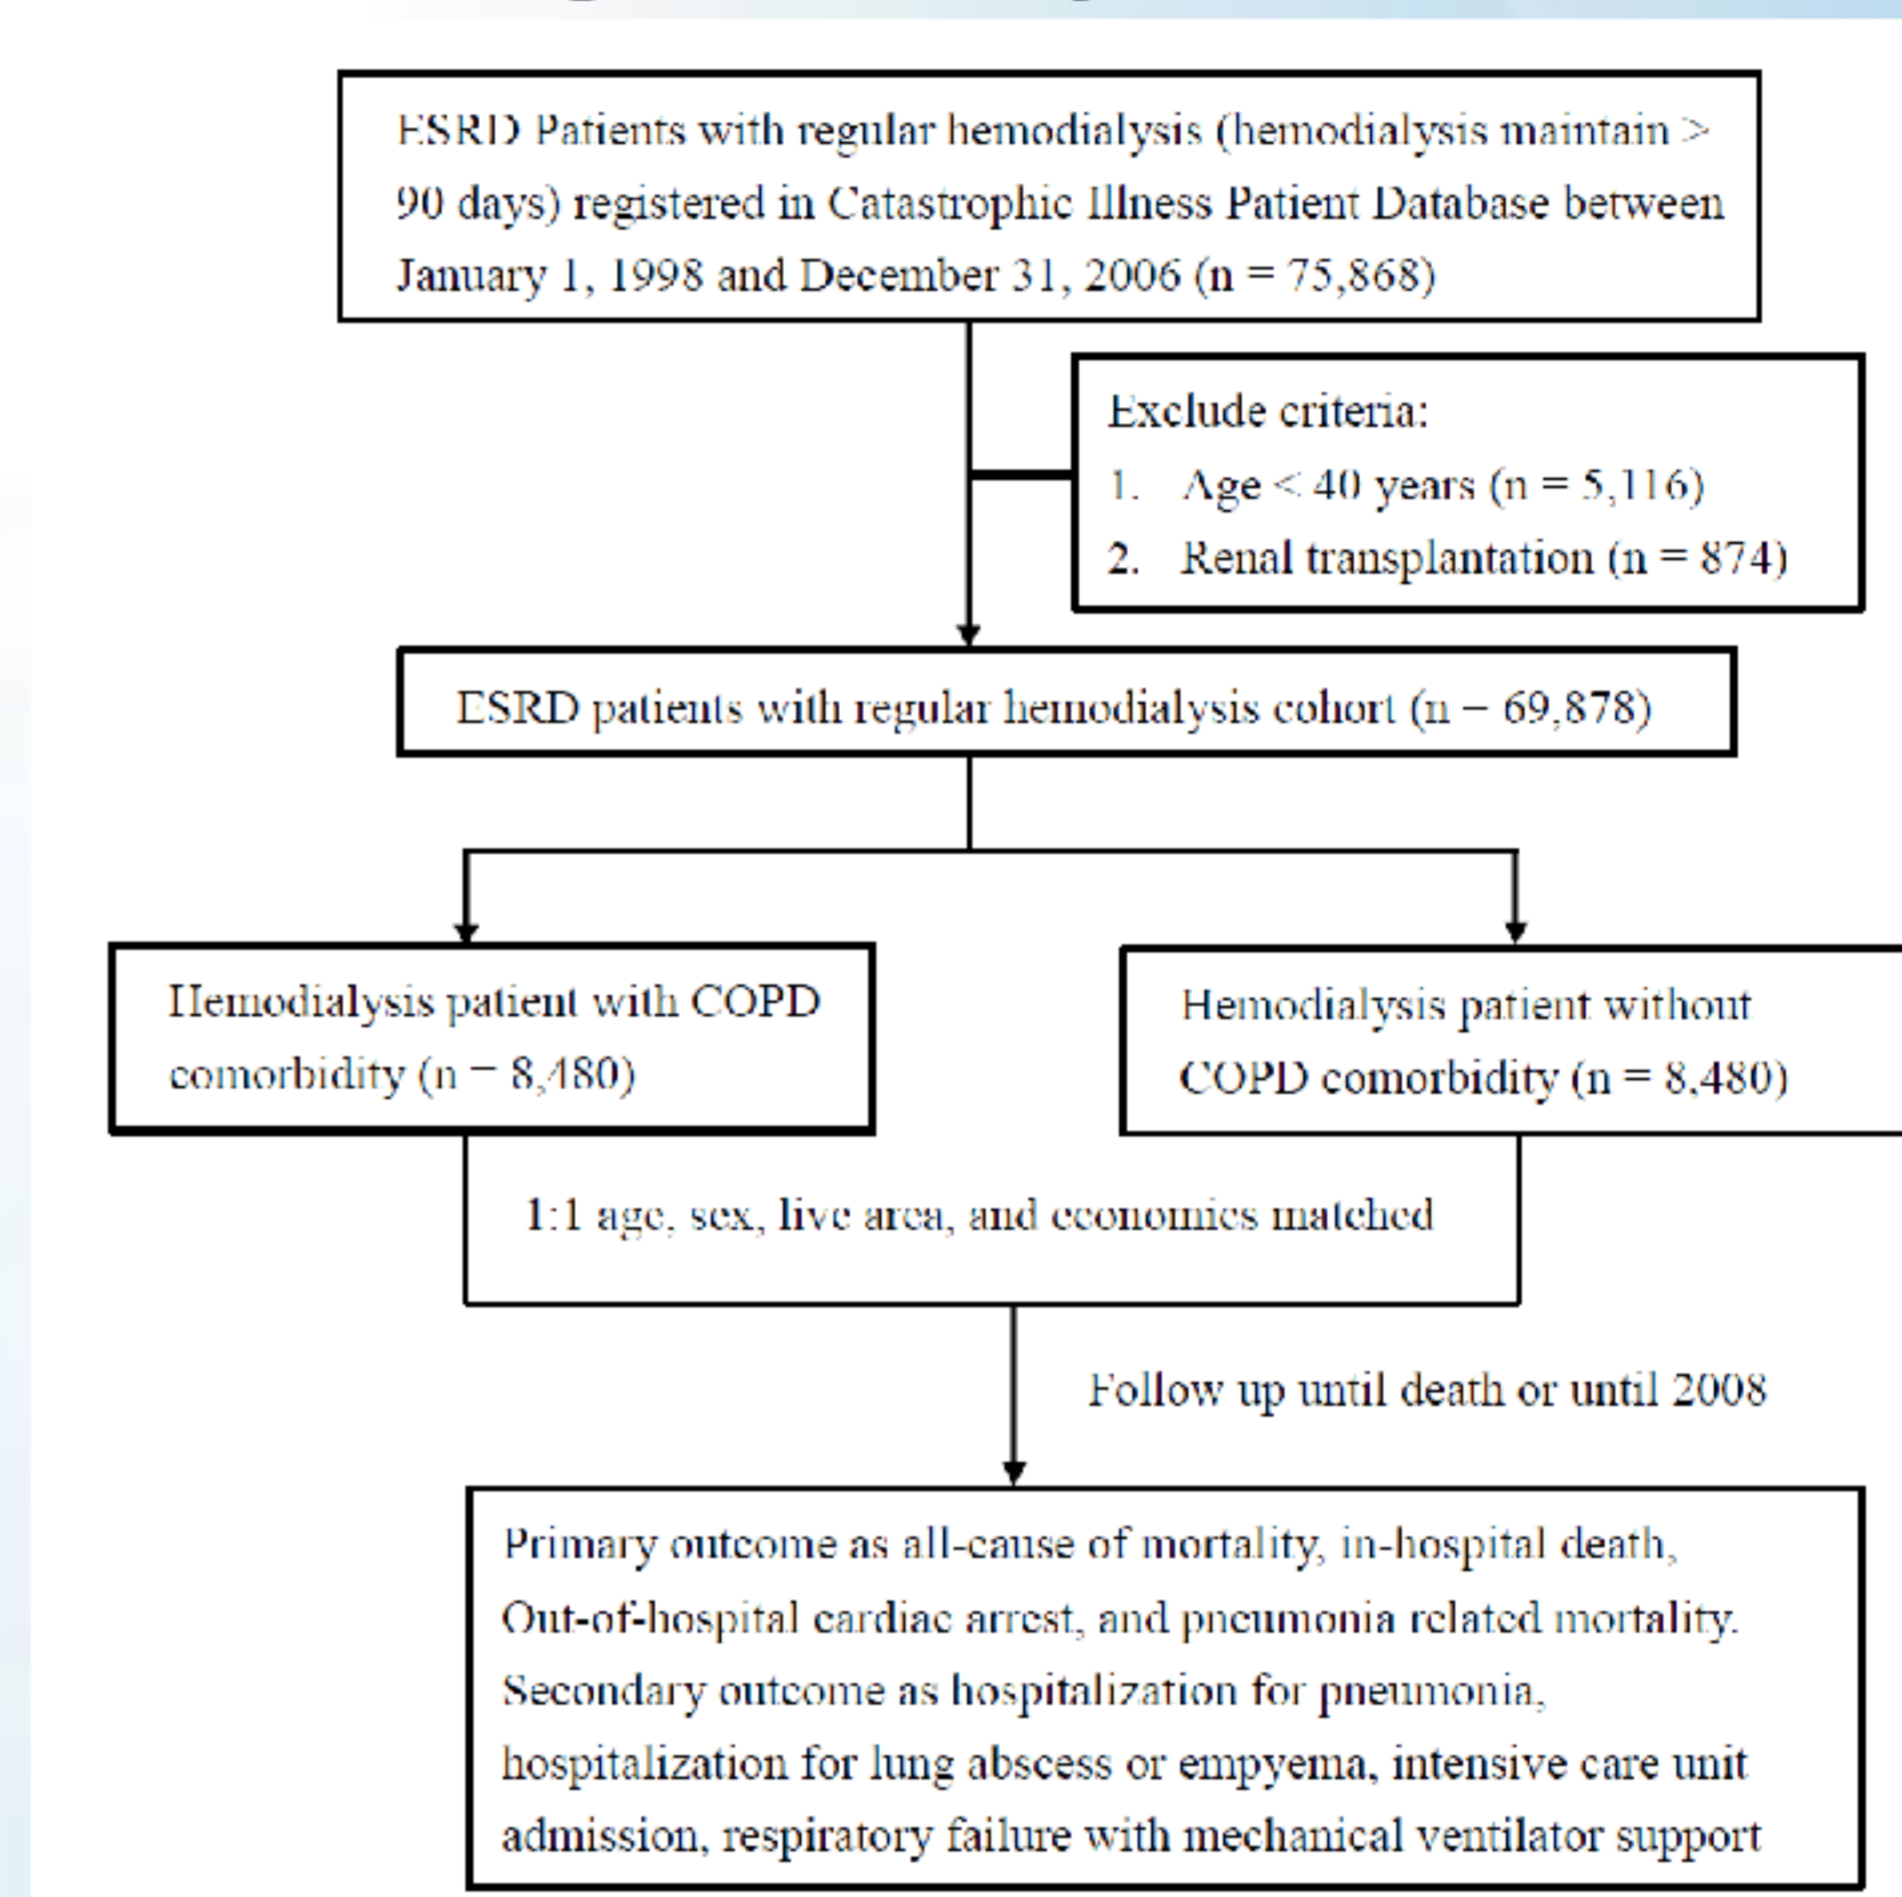 ESRD Patients with regular hemodialysis (hemodialysis maintain >
90 days) registered in Catastrophic Illness Patient Database between
January 1, 1998 and December 31, 2006 (n = 75,868)
Exclude criteria:
1. Age < 40 years (n = 5,116)
2. Renal transplantation (n = 874)
ESRD patients with regular hemodialysis cohort (n = 69,878)
Hemodialysis patient with COPD
comorbidity (n = 8,480)
Hemodialysis patient without
COPD comorbidity (n = 8,480)
1:1 age, sex, live area, and economics matched
Follow up until death or until 2008
Primary outcome as all-cause of mortality, in-hospital death,
Out-of-hospital cardiac arrest, and pneumonia related mortality.
Secondary outcome as hospitalization for pneumonia,
hospitalization for lung abscess or empyema, intensive care unit
admission, respiratory failure with mechanical ventilator support